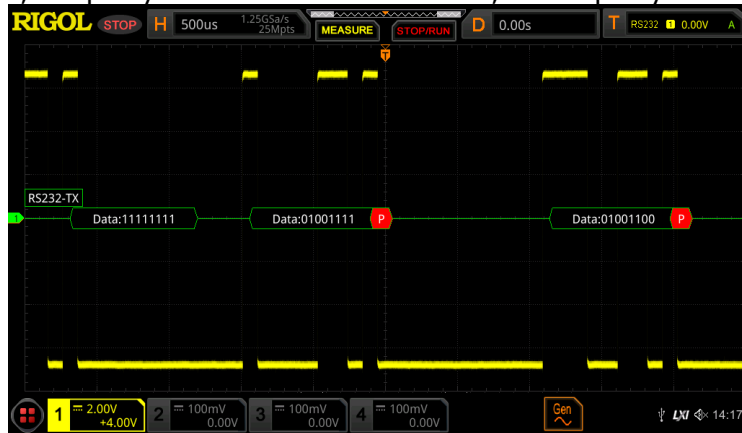 RIGOL STOP H 500us 1.25GSa/s 25Mpts MEASURE STOP/RUN D 0.00s T RS232 1 0.00V A
T
RS232-TX
1 Data:11111111 Data:01001111 P Data:01001100 P
1 2.00V +4.00V 2 100mV 0.00V 3 100mV 0.00V 4 100mV 0.00V Gen LXI 14:17